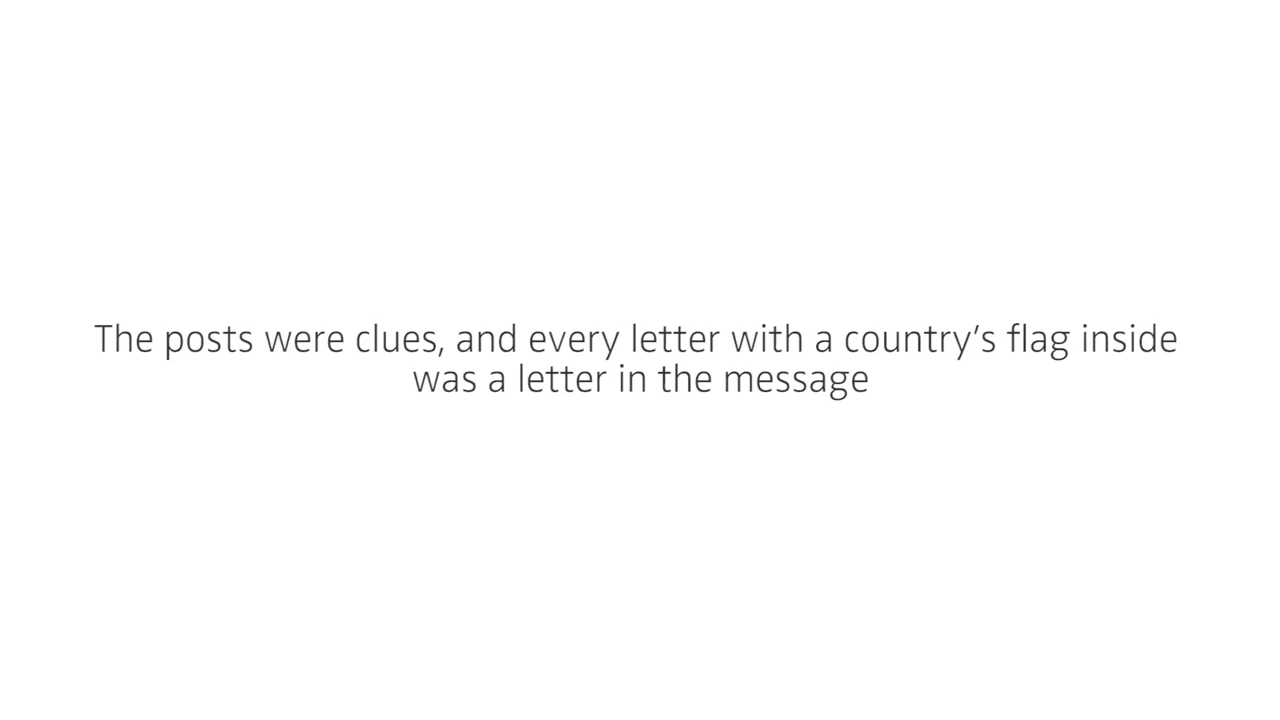 The posts were clues, and every letter with a country’s flag inside
was a letter in the message